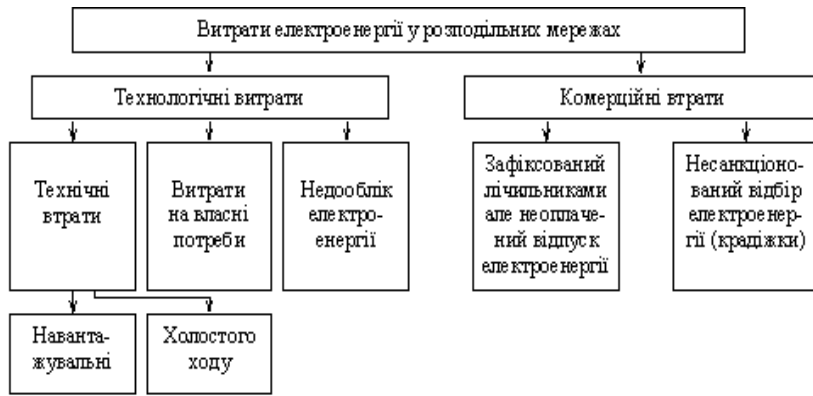 Витрати електроенергії у розподільних мережах
Технологічні витрати
Комерційні втрати
Технічні
втрати
Витрати
на власні
потреби
Недооблік
електро-
енергії
Зафіксований
лічильниками
але неоплаче-
ний відпуск
електроенергії
Несанкціоно-
ваний відбір
електроенер-
гії (крадіжки)
Наванта-
жувальні
Холостого
ходу